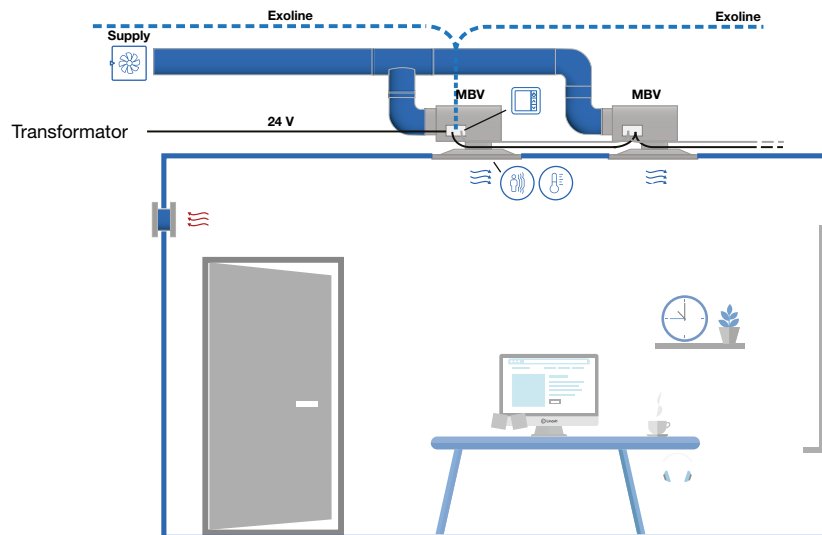 Exoline
Exoline
Supply
MBV
MBV
Transformator
24 V